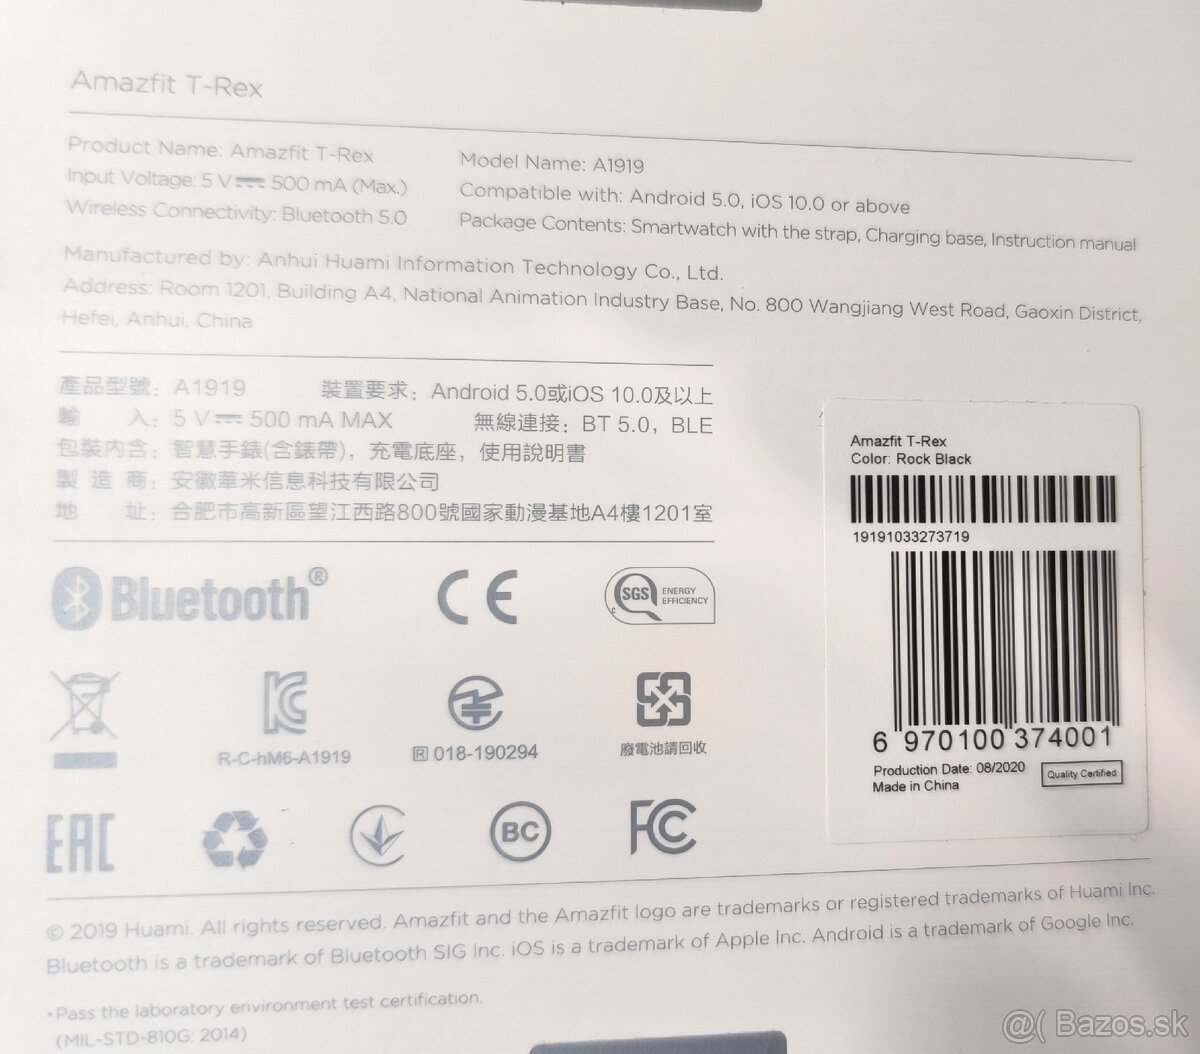 Amazfit T-Rex
Product Name: Amazfit T-Rex
Input Voltage: 5 V⎓ 500 mA (Max.)
Wireless Connectivity: Bluetooth 5.0
Model Name: A1919
Compatible with: Android 5.0, iOS 10.0 or above
Package Contents: Smartwatch with the strap, Charging base, Instruction manual
Manufactured by: Anhui Huami Information Technology Co., Ltd.
Address: Room 1201, Building A4, National Animation Industry Base, No. 800 Wangjiang West Road, Gaoxin District,
Hefei, Anhui, China
產品型號：A1919 裝置要求：Android 5.0或iOS 10.0及以上
輸 入：5 V⎓ 500 mA MAX 無線連接：BT 5.0，BLE
包裝內含：智慧手錶(含錶帶)，充電底座，使用說明書
製 造 商：安徽華米信息科技有限公司
地 址：合肥市高新區望江西路800號國家動漫基地A4樓1201室
Bluetooth®
CE
SGS ENERGY
EFFICIENCY
C
R-C-hM6-A1919
R 018-190294
廢電池請回收
EAC
BC
FC
Amazfit T-Rex
Color: Rock Black
19191033273719
6 970100 374001
Production Date: 08/2020
Made in China
Quality Certified
© 2019 Huami. All rights reserved. Amazfit and the Amazfit logo are trademarks or registered trademarks of Huami Inc.
Bluetooth is a trademark of Bluetooth SIG Inc. iOS is a trademark of Apple Inc. Android is a trademark of Google Inc.
•Pass the laboratory environment test certification.
(MIL-STD-810G: 2014)
@( Bazos.sk